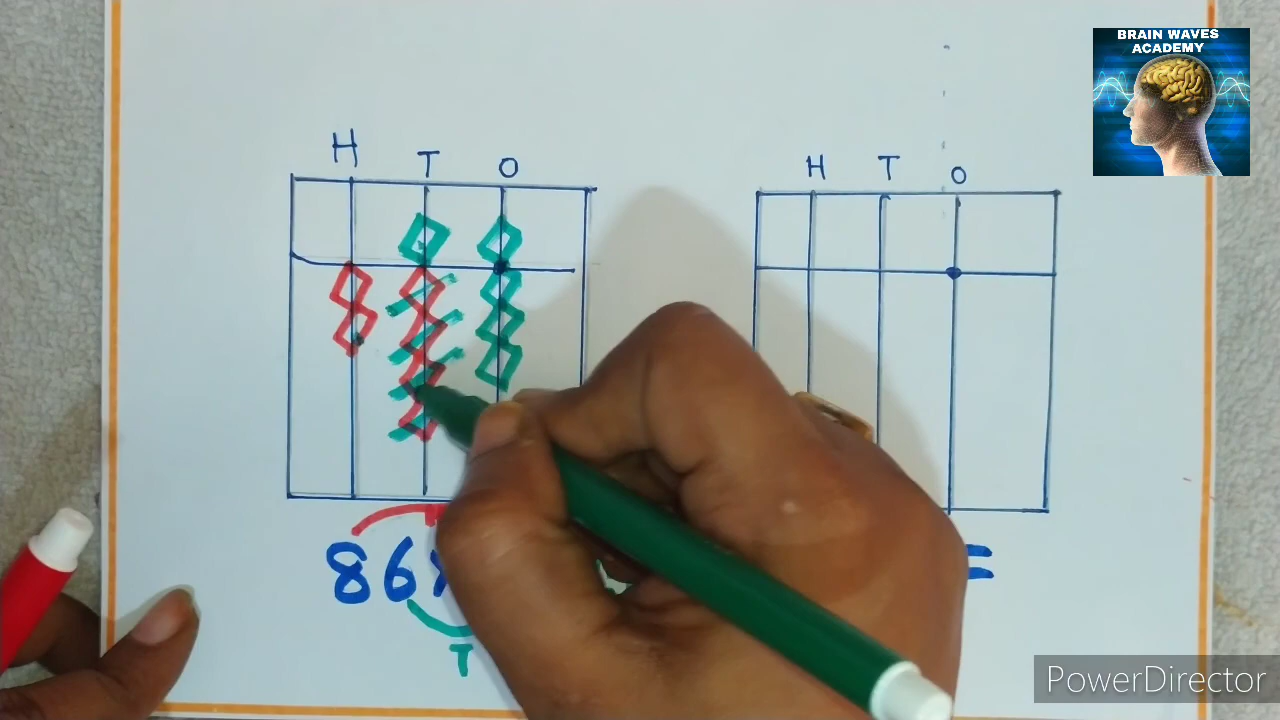 BRAIN WAVES
ACADEMY
H T O
H T O
86
=
T
PowerDirector